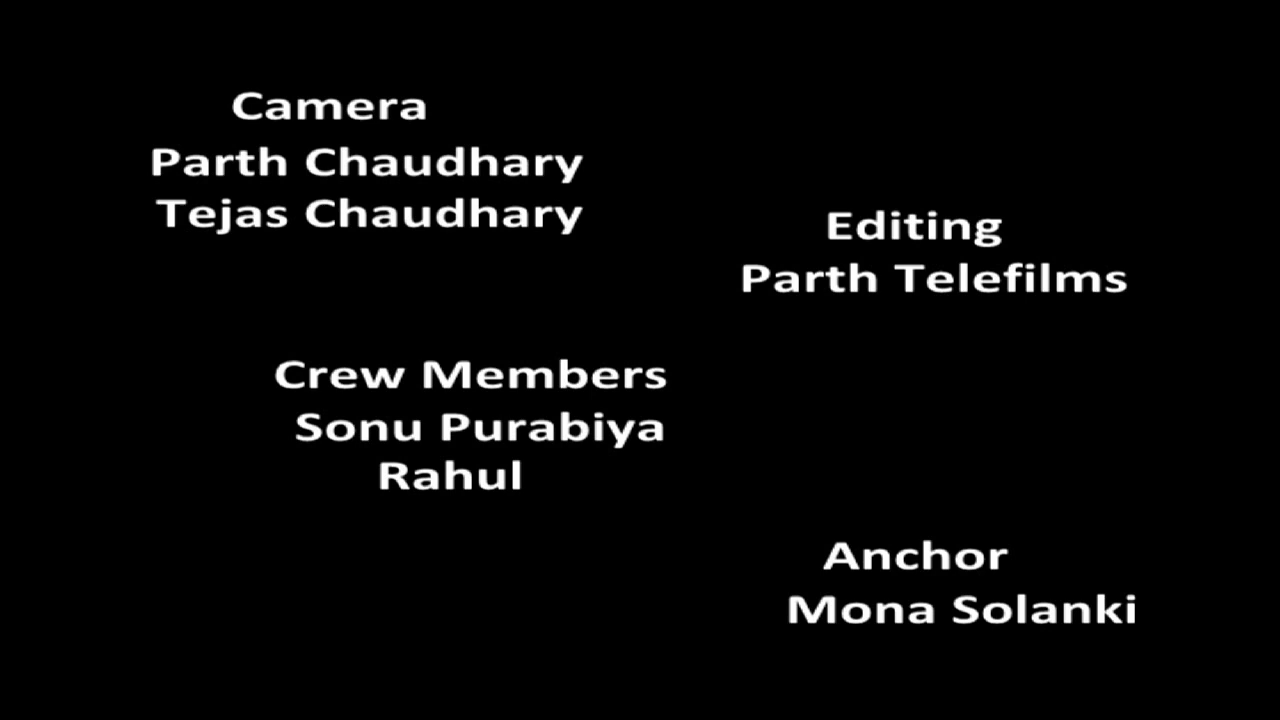 Camera
Parth Chaudhary
Tejas Chaudhary
Editing
Parth Telefilms
Crew Members
Sonu Purabiya
Rahul
Anchor
Mona Solanki